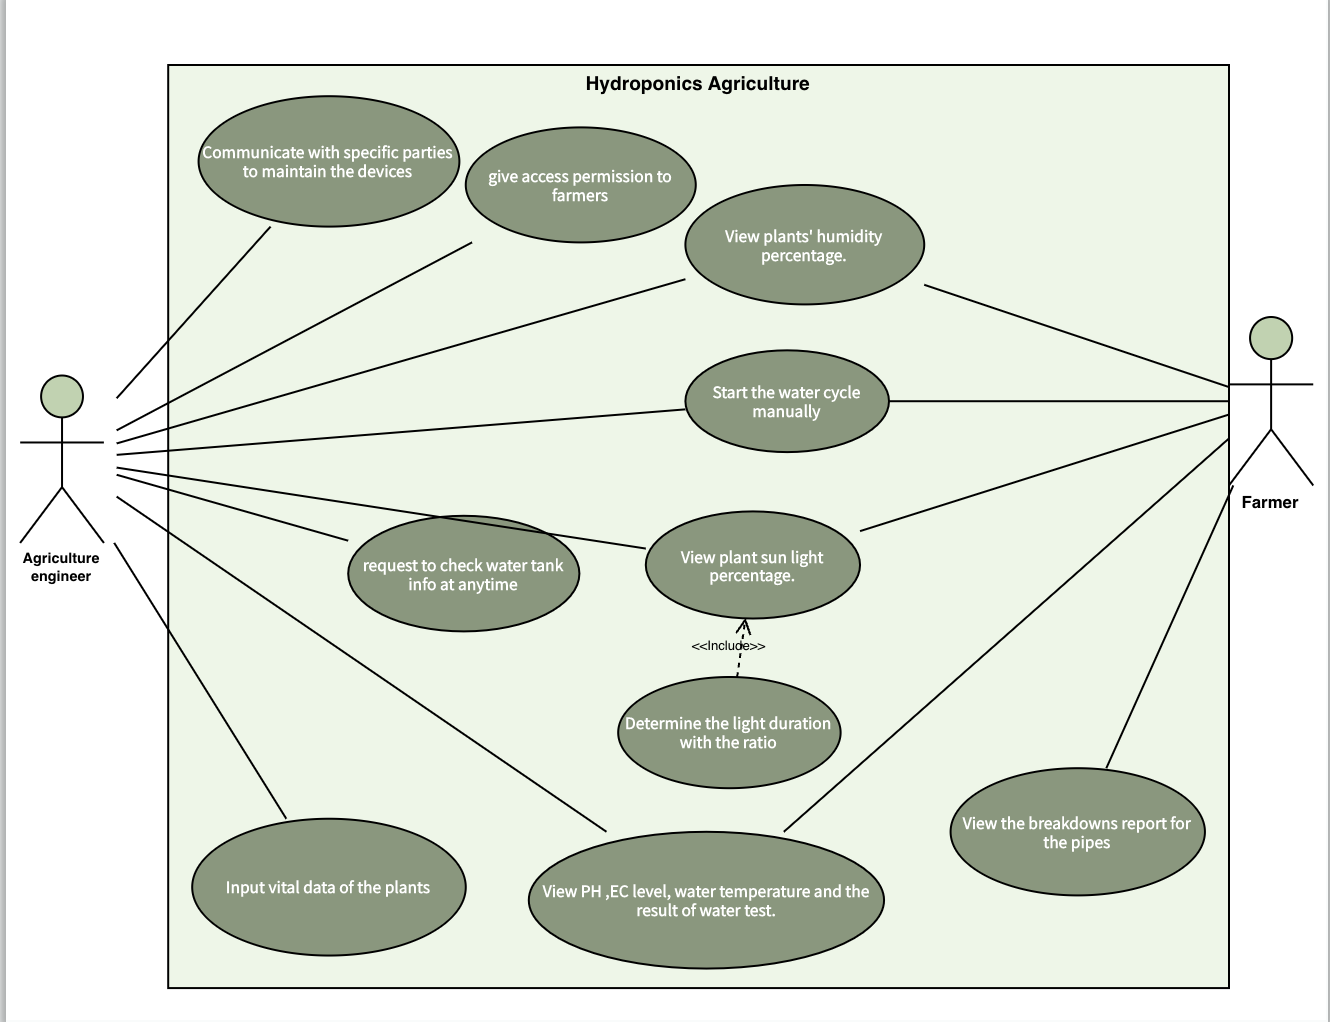 Hydroponics Agriculture
Communicate with specific parties
to maintain the devices
give access permission to
farmers
View plants' humidity
percentage.
Start the water cycle
manually
Farmer
Agriculture
engineer
request to check water tank
info at anytime
View plant sun light
percentage.
<<Include>>
Determine the light duration
with the ratio
View the breakdowns report for
the pipes
Input vital data of the plants
View PH ,EC level, water temperature and the
result of water test.